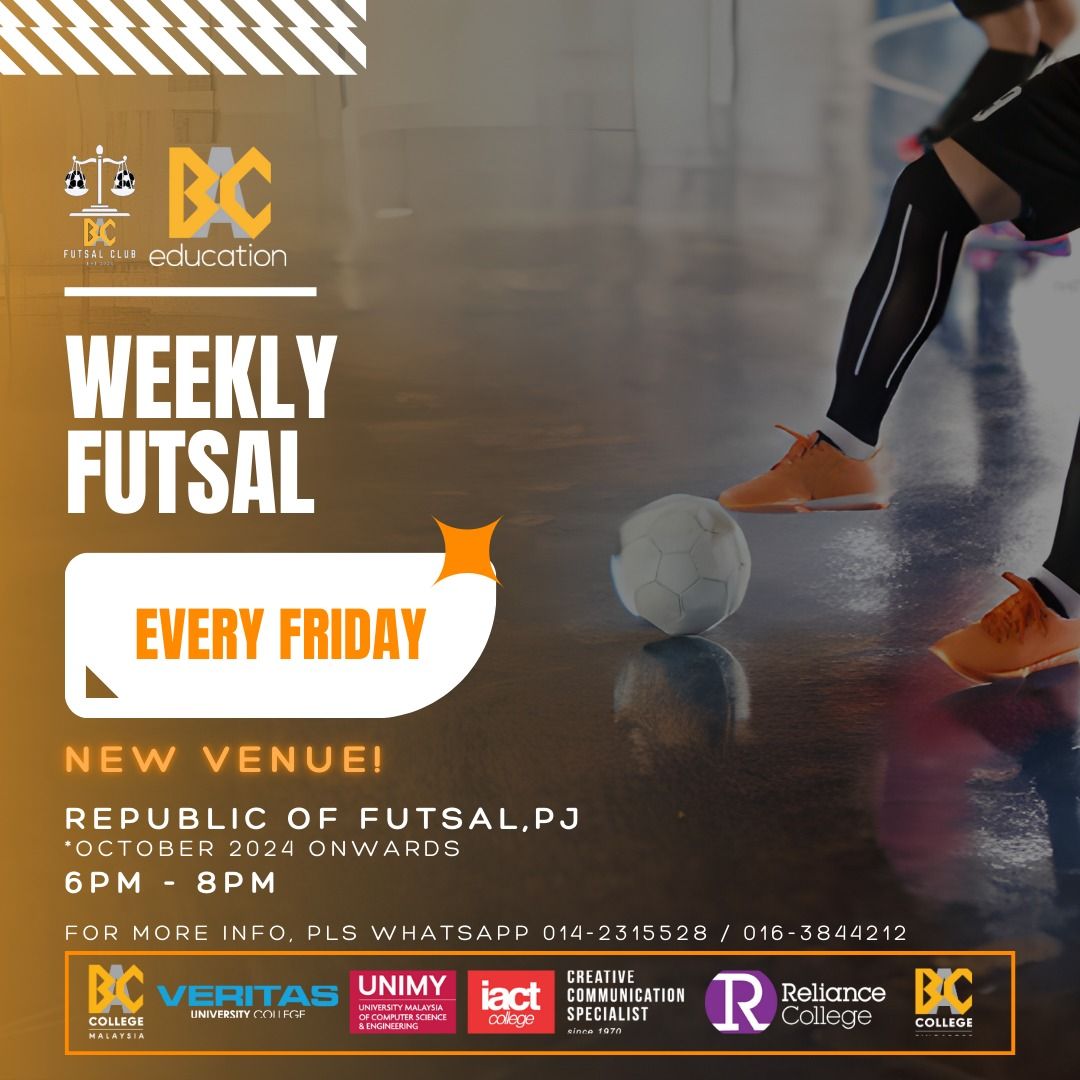 BAC
FUTSAL CLUB
BAC
education
WEEKLY
FUTSAL
EVERY FRIDAY
NEW VENUE!
REPUBLIC OF FUTSAL,PJ
*OCTOBER 2024 ONWARDS
6PM - 8PM
FOR MORE INFO, PLS WHATSAPP 014-2315528 / 016-3844212
BAC
COLLEGE
MALAYSIA
VERITAS
UNIVERSITY COLLEGE
UNIMY
UNIVERSITY MALAYSIA
OF COMPUTER SCIENCE
& ENGINEERING
iact
college
CREATIVE
COMMUNICATION
SPECIALIST
since 1970
R
Reliance
College
BAC
COLLEGE